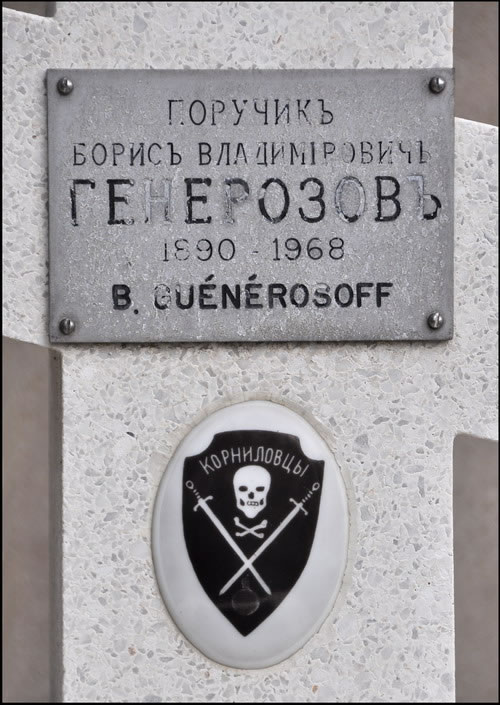 ПОРУЧИКЪ
БОРИСЪ ВЛАДИМІРОВИЧЪ
ГЕНЕРОЗОВЪ
1890 - 1968
B. GUÉNÉROSOFF
КОРНИЛОВЦЫ